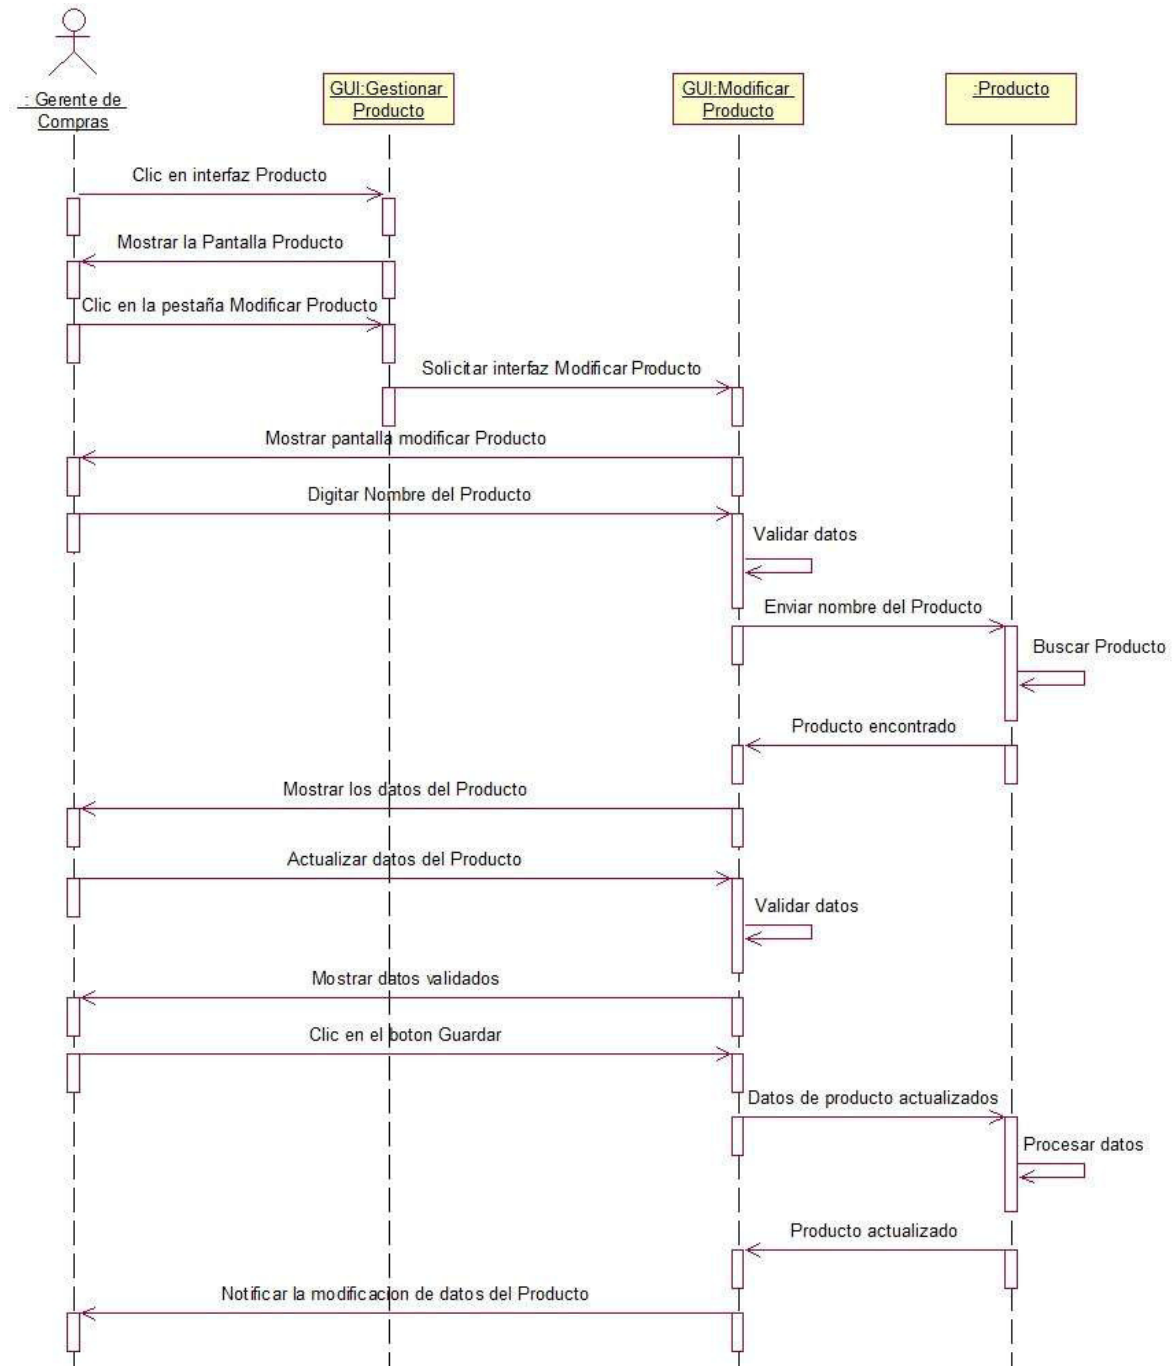 : Gerente de
Compras
GUI:Gestionar
Producto
GUI:Modificar
Producto
:Producto
Clic en interfaz Producto
Mostrar la Pantalla Producto
Clic en la pestaña Modificar Producto
Solicitar interfaz Modificar Producto
Mostrar pantalla modificar Producto
Digitar Nombre del Producto
Validar datos
Enviar nombre del Producto
Buscar Producto
Producto encontrado
Mostrar los datos del Producto
Actualizar datos del Producto
Validar datos
Mostrar datos validados
Clic en el boton Guardar
Datos de producto actualizados
Procesar datos
Producto actualizado
Notificar la modificacion de datos del Producto